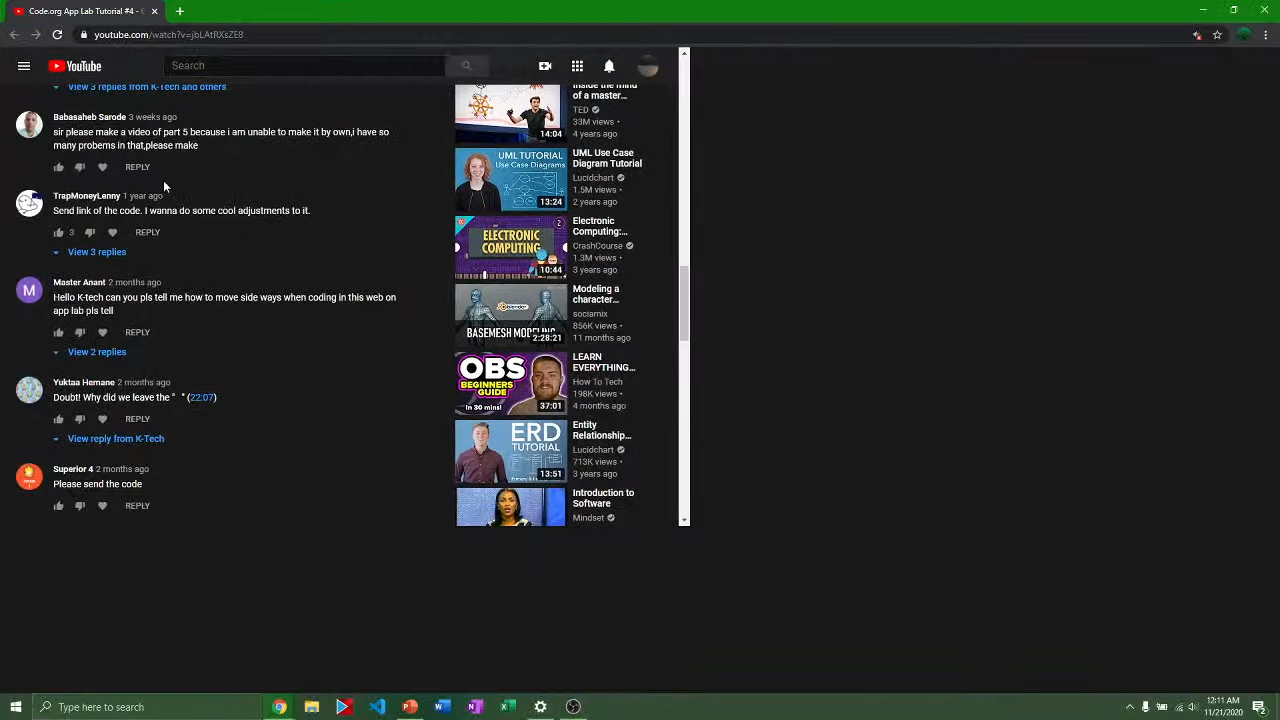 Code.org App Lab Tutorial #4 - (
youtube.com/watch?v=jbLAtRXsZE8
YouTube
Search
View 3 replies from K-Tech and others
Babasaheb Sarode 3 weeks ago
sir please make a video of part 5 because i am unable to make it by own,i have so
many probems in that,please make
REPLY
TrapMoneyLenny 1 year ago
Send link of the code. I wanna do some cool adjustments to it.
3 REPLY
View 3 replies
M
Master Anant 2 months ago
Hello K-tech can you pls tell me how to move side ways when coding in this web on
app lab pls tell
REPLY
View 2 replies
Yuktaa Hemane 2 months ago
Doubt! Why did we leave the " " (22:07)
REPLY
View reply from K-Tech
Superior 4 2 months ago
Please send the code
REPLY
14:04
Inside the mind
of a master...
TED
33M views •
4 years ago
UML TUTORIAL
Use Case Diagrams
13:24
UML Use Case
Diagram Tutorial
Lucidchart
1.5M views •
2 years ago
2
ELECTRONIC
COMPUTING
10:44
Electronic
Computing:...
CrashCourse
1.3M views •
3 years ago
blender
BASEMESH MODELING
2:28:21
Modeling a
character...
sociamix
856K views •
11 months ago
OBS
BEGINNERS
GUIDE
In 30 mins!
37:01
LEARN
EVERYTHING...
How To Tech
198K views •
4 months ago
ERD
TUTORIAL
13:51
Entity
Relationship...
Lucidchart
713K views •
3 years ago
Introduction to
Software
Mindset
Type here to search
12:11 AM
11/21/2020